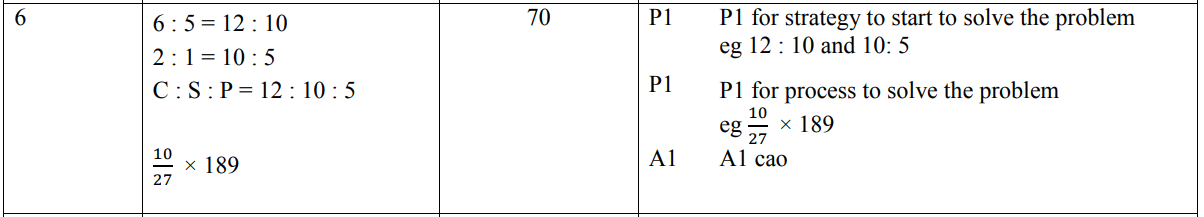 6
6 : 5 = 12 : 10
2 : 1 = 10 : 5
C : S : P = 12 : 10 : 5
10/27 × 189
70
P1 P1 for strategy to start to solve the problem
eg 12 : 10 and 10: 5
P1 P1 for process to solve the problem
eg 10/27 × 189
A1 A1 cao